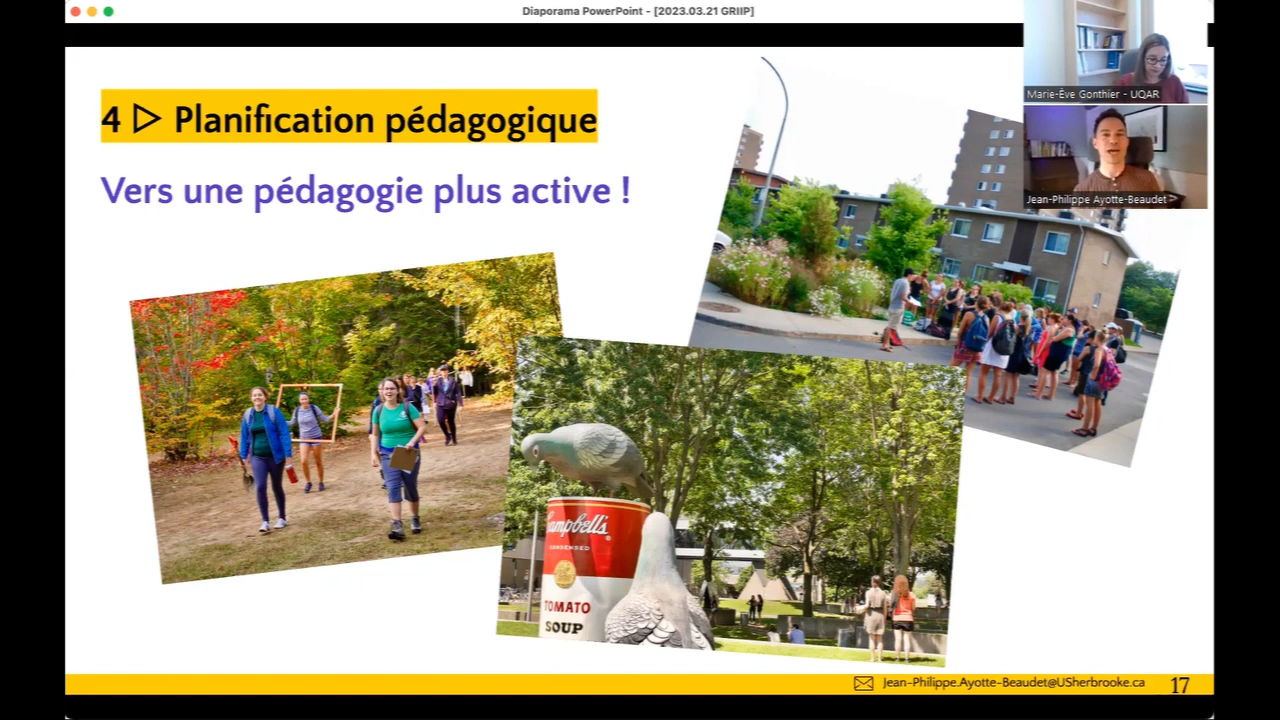 Diaporama PowerPoint - [2023.03.21 GRIIP]
4 ▷ Planification pédagogique
Vers une pédagogie plus active !
Marie-Ève Gonthier - UQAR
Jean-Philippe Ayotte-Beaudet
Campbell's
CONDENSED
TOMATO
SOUP
Jean-Philippe.Ayotte-Beaudet@USherbrooke.ca
17